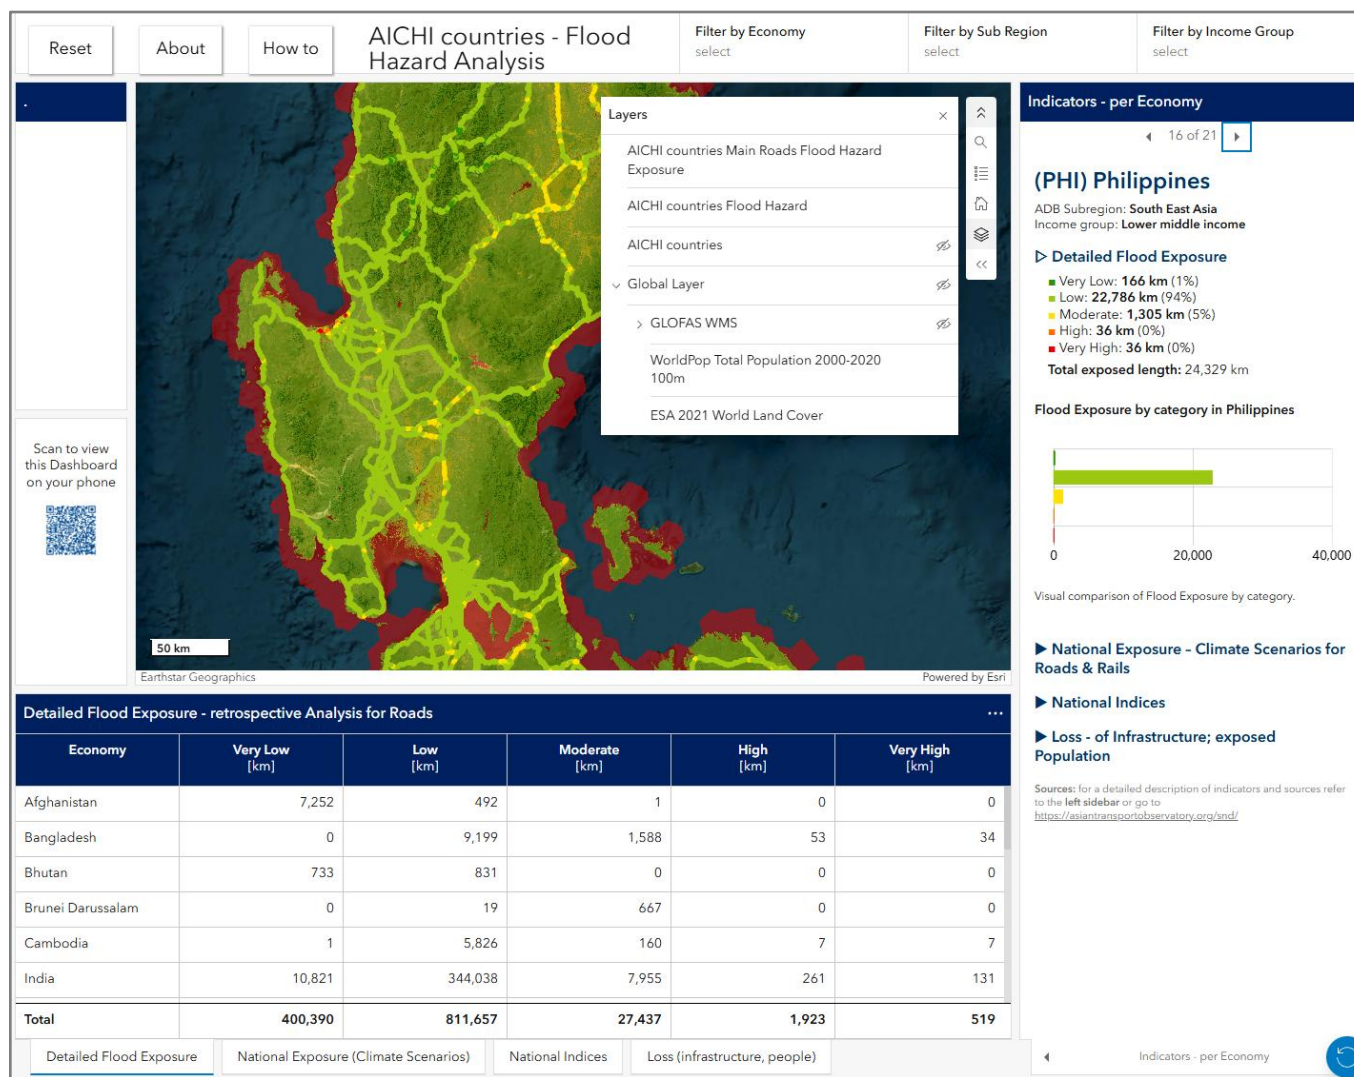 Reset
About
How to
AICHI countries - Flood
Hazard Analysis
Filter by Economy
select
Filter by Sub Region
select
Filter by Income Group
select
.
Scan to view
this Dashboard
on your phone
Layers
AICHI countries Main Roads Flood Hazard
Exposure
AICHI countries Flood Hazard
AICHI countries
Global Layer
GLOFAS WMS
WorldPop Total Population 2000-2020
100m
ESA 2021 World Land Cover
50 km
Earthstar Geographics
Powered by Esri
Indicators - per Economy
16 of 21
(PHI) Philippines
ADB Subregion: South East Asia
Income group: Lower middle income
Detailed Flood Exposure
Very Low: 166 km (1%)
Low: 22,786 km (94%)
Moderate: 1,305 km (5%)
High: 36 km (0%)
Very High: 36 km (0%)
Total exposed length: 24,329 km
Flood Exposure by category in Philippines
0 20,000 40,000
Visual comparison of Flood Exposure by category.
National Exposure – Climate Scenarios for
Roads & Rails
National Indices
Loss - of Infrastructure; exposed
Population
Sources: for a detailed description of indicators and sources refer
to the left sidebar or go to
https://asiantransportobservatory.org/snd/
Detailed Flood Exposure - retrospective Analysis for Roads
Economy Very Low [km] Low [km] Moderate [km] High [km] Very High [km]
Afghanistan 7,252 492 1 0 0
Bangladesh 0 9,199 1,588 53 34
Bhutan 733 831 0 0 0
Brunei Darussalam 0 19 667 0 0
Cambodia 1 5,826 160 7 7
India 10,821 344,038 7,955 261 131
Total 400,390 811,657 27,437 1,923 519
Detailed Flood Exposure
National Exposure (Climate Scenarios)
National Indices
Loss (infrastructure, people)
Indicators - per Economy